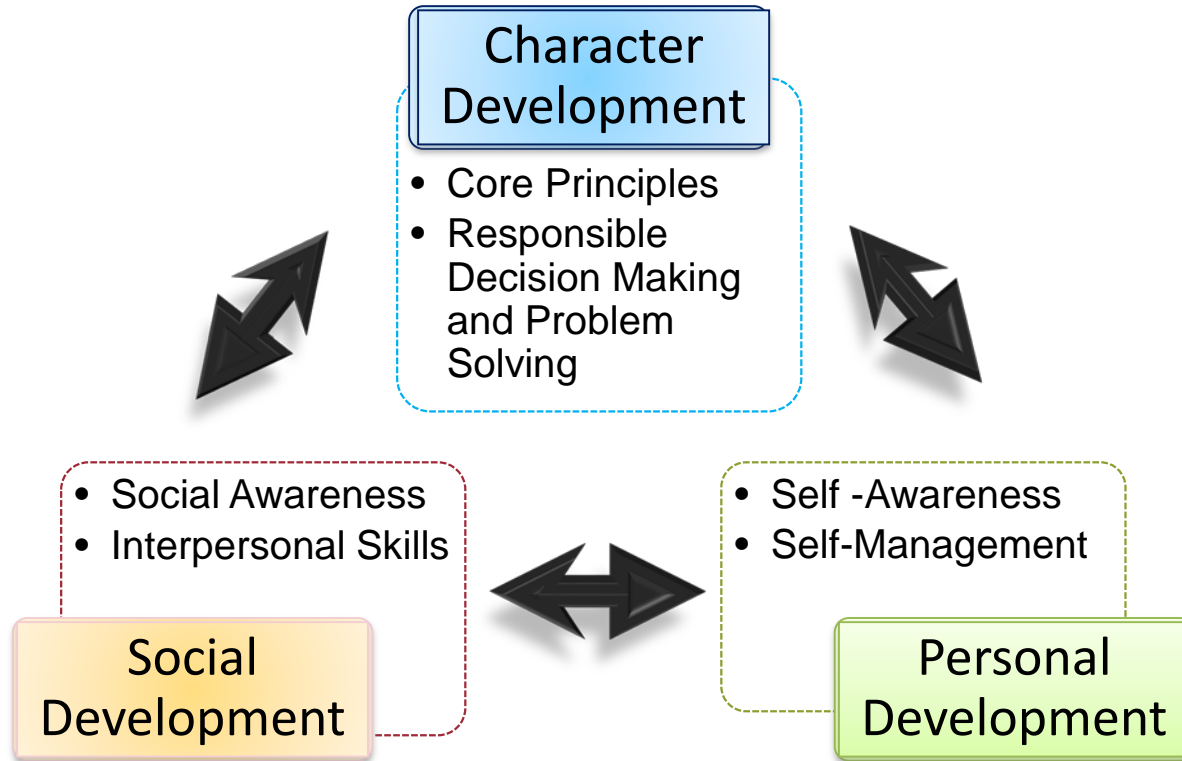 Character
Development
• Core Principles
• Responsible
Decision Making
and Problem
Solving
• Social Awareness
• Interpersonal Skills
Social
Development
• Self -Awareness
• Self-Management
Personal
Development